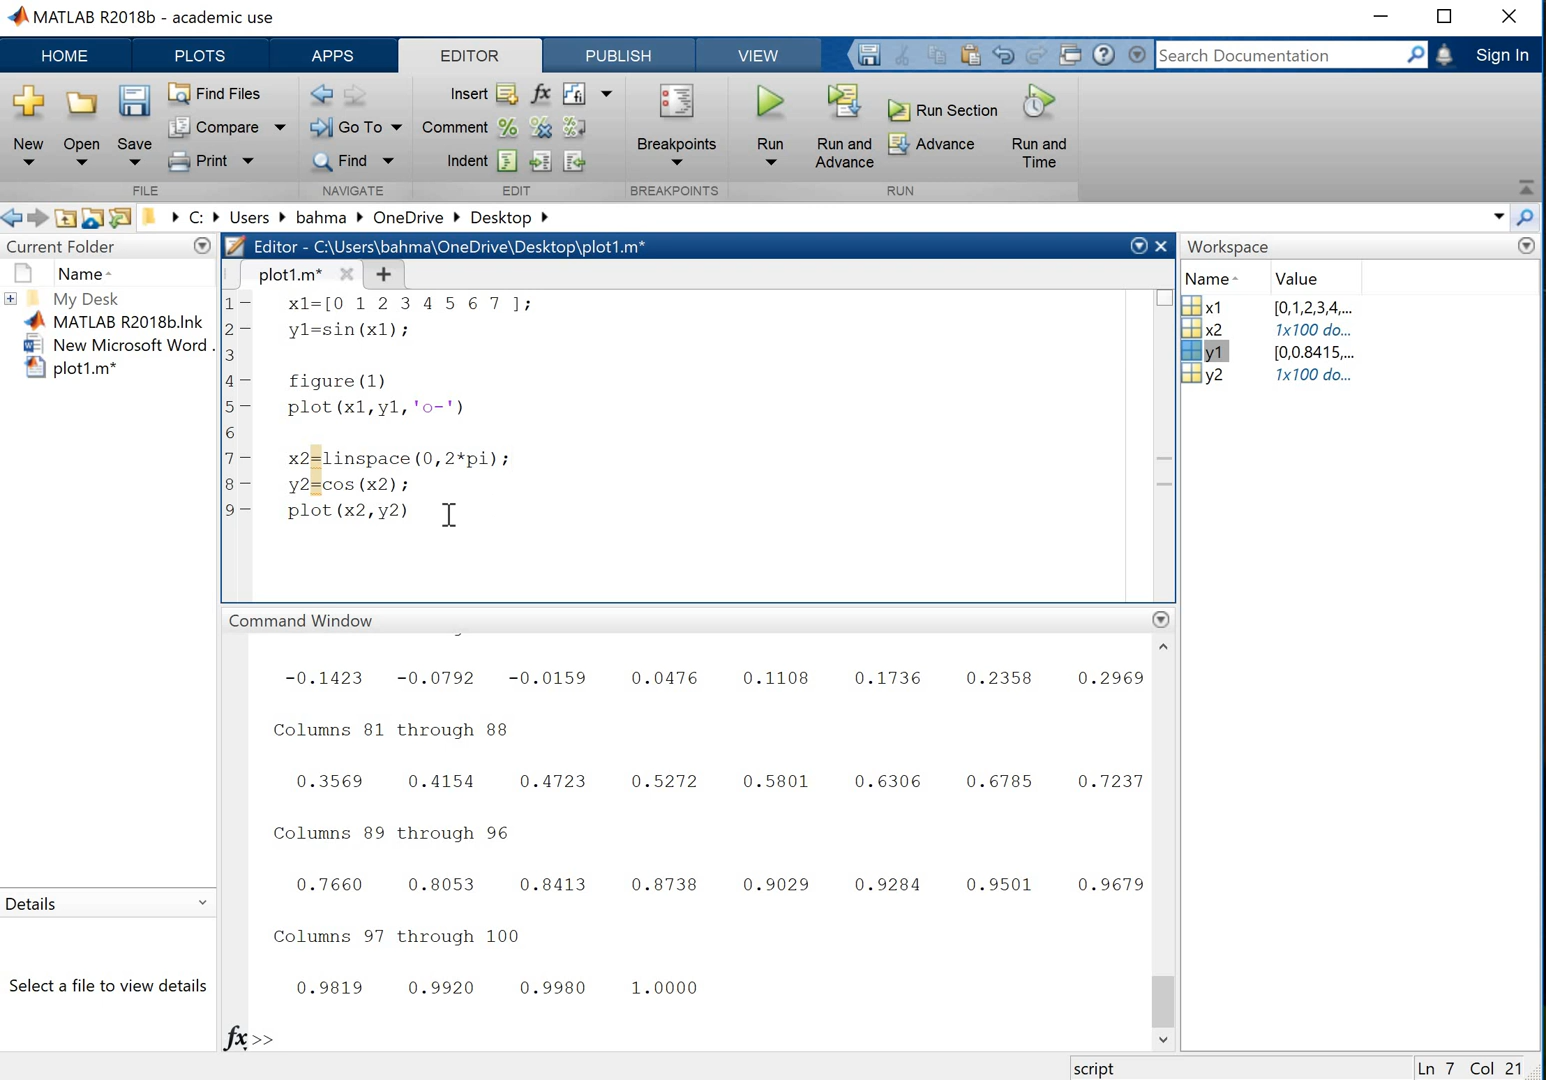 MATLAB R2018b - academic use
HOME PLOTS APPS EDITOR PUBLISH VIEW Search Documentation Sign In
New Open Save Find Files Compare Print
Go To Find
Insert fx Comment Indent
Breakpoints
Run Run and Advance Run Section Advance Run and Time
FILE NAVIGATE EDIT BREAKPOINTS RUN
C: Users bahma OneDrive Desktop
Current Folder
Name
My Desk
MATLAB R2018b.lnk
New Microsoft Word .
plot1.m*
Details
Select a file to view details
Editor - C:\Users\bahma\OneDrive\Desktop\plot1.m*
plot1.m* +
1 - x1=[0 1 2 3 4 5 6 7 ];
2 - y1=sin(x1);
3
4 - figure(1)
5 - plot(x1,y1,'o-')
6
7 - x2=linspace(0,2*pi);
8 - y2=cos(x2);
9 - plot(x2,y2)
Command Window
-0.1423 -0.0792 -0.0159 0.0476 0.1108 0.1736 0.2358 0.2969
Columns 81 through 88
0.3569 0.4154 0.4723 0.5272 0.5801 0.6306 0.6785 0.7237
Columns 89 through 96
0.7660 0.8053 0.8413 0.8738 0.9029 0.9284 0.9501 0.9679
Columns 97 through 100
0.9819 0.9920 0.9980 1.0000
fx >>
Workspace
Name Value
x1 [0,1,2,3,4,...
x2 1x100 do...
y1 [0,0.8415,...
y2 1x100 do...
script Ln 7 Col 21